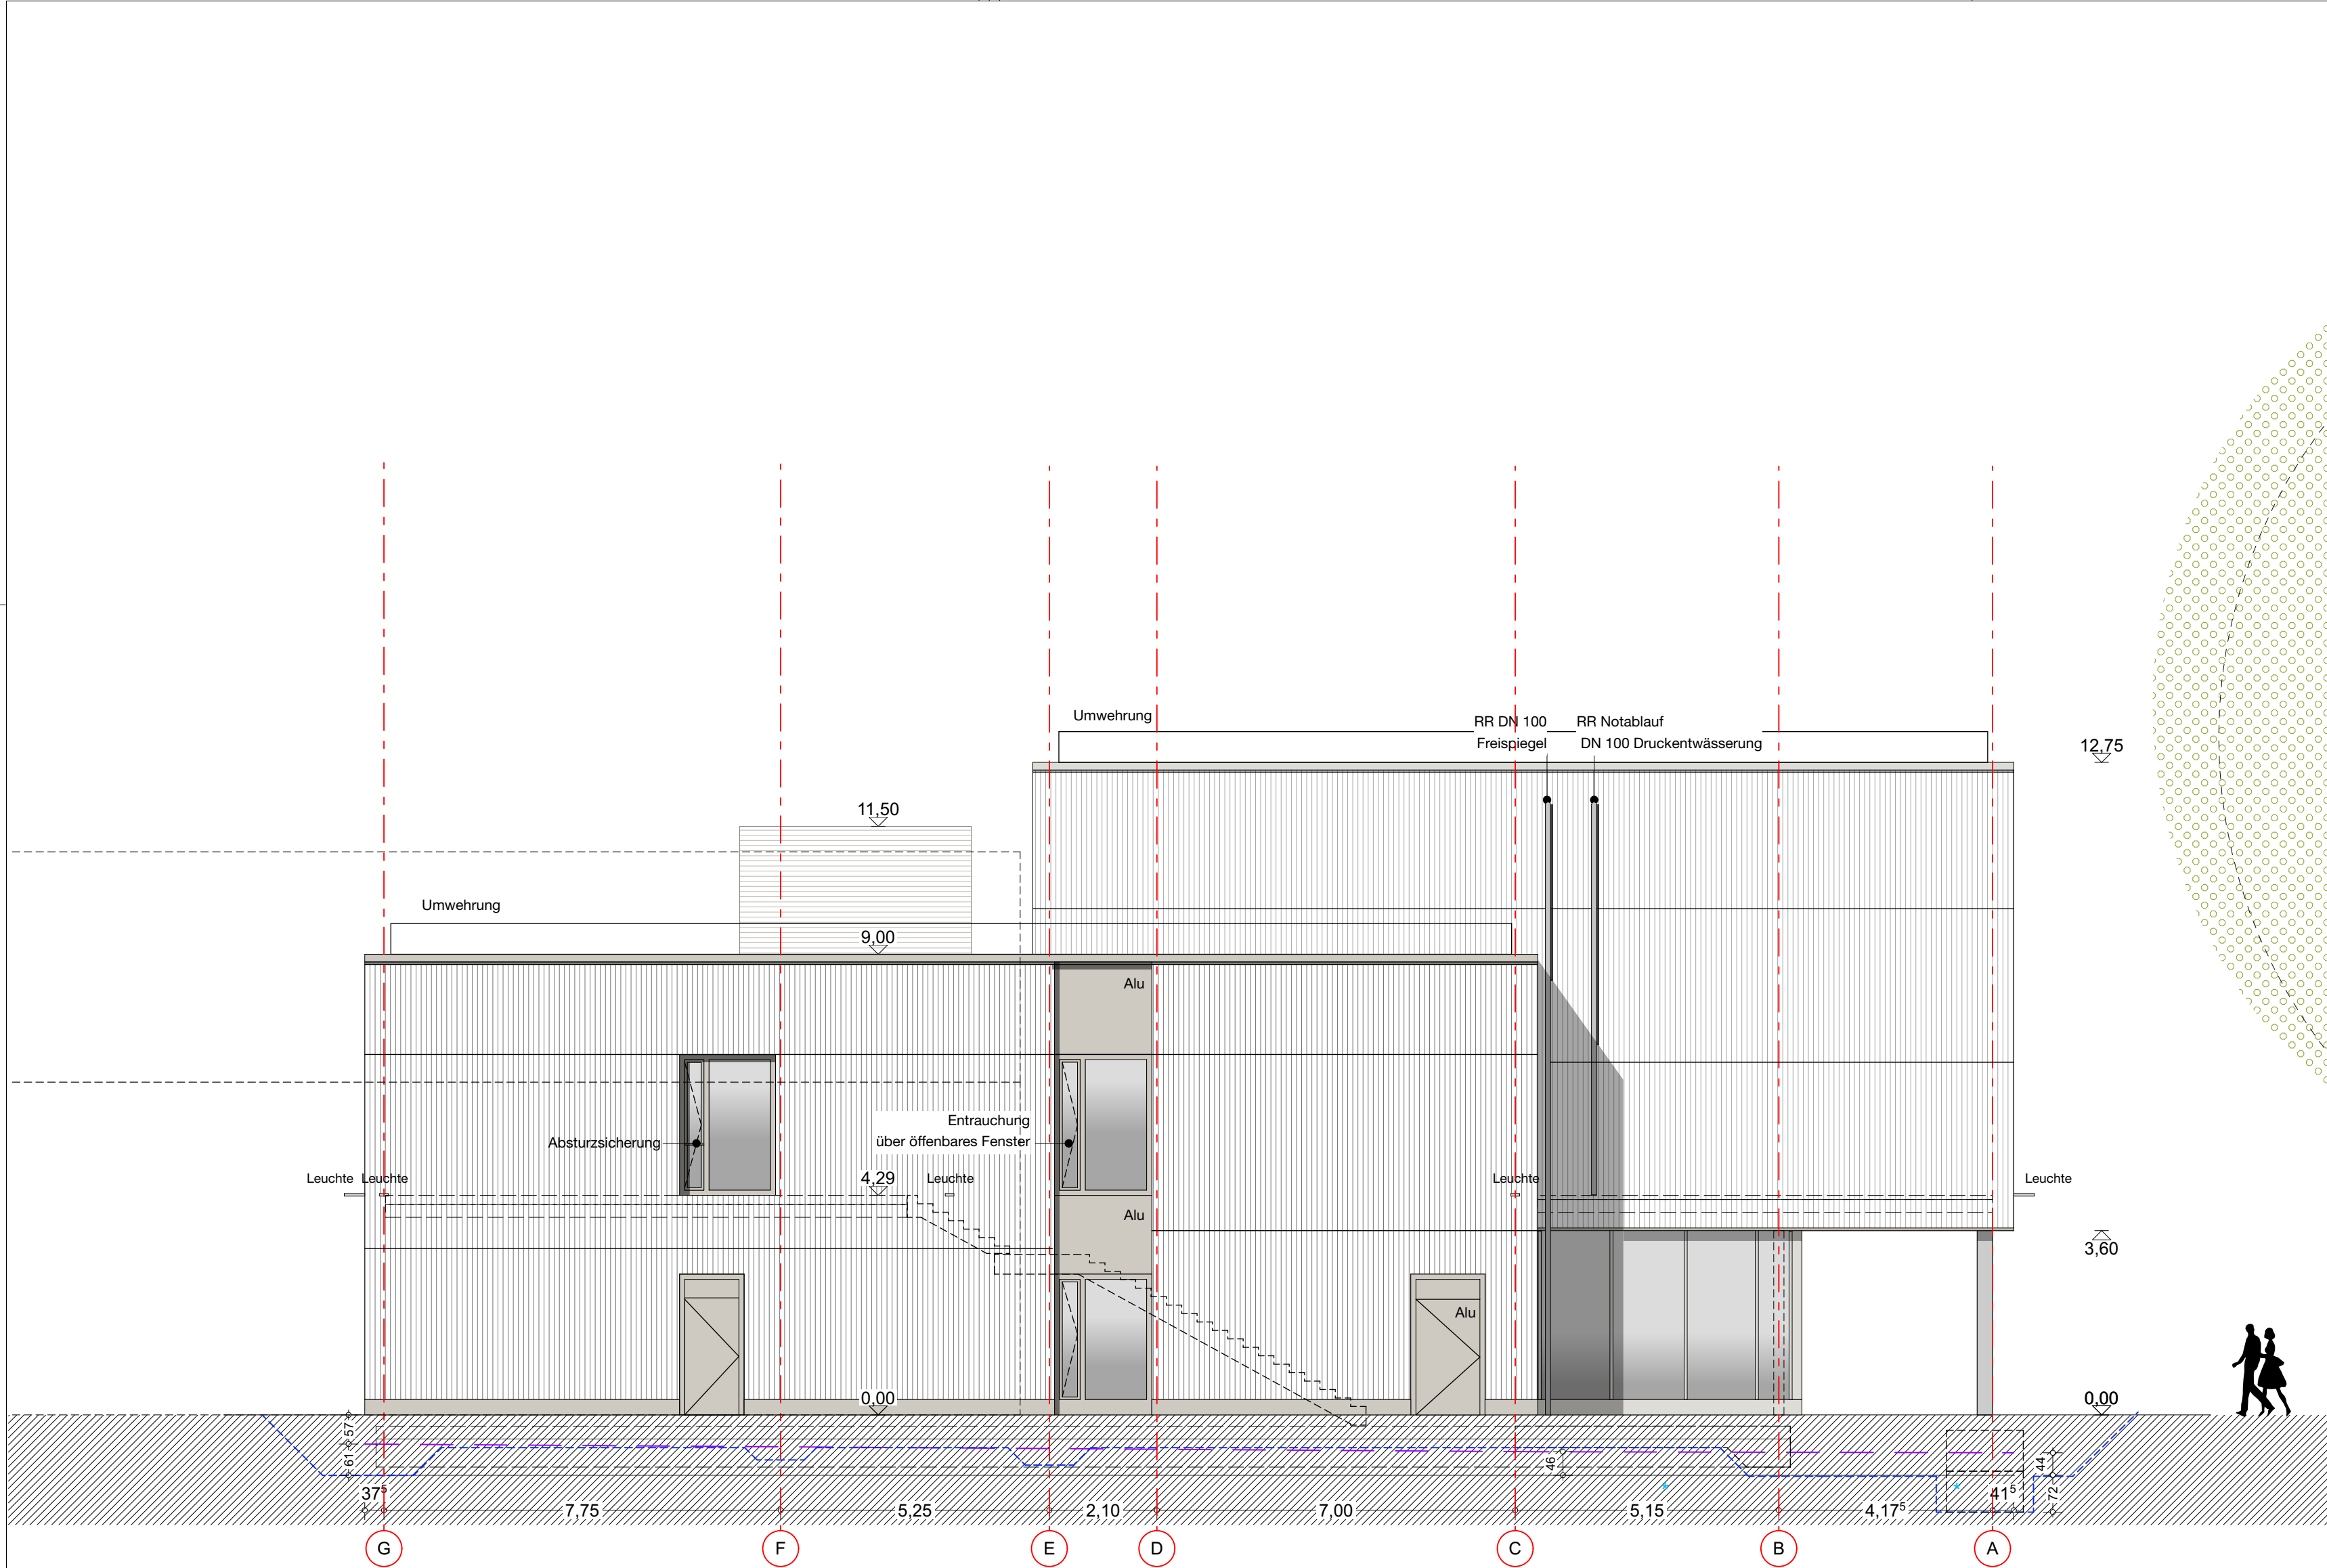 Umwehrung
RR DN 100
Freispiegel
RR Notablauf
DN 100 Druckentwässerung
12,75
11,50
Umwehrung
9,00
Alu
Entrauchung
über öffenbares Fenster
Absturzsicherung
Leuchte Leuchte
4,29
Leuchte
Leuchte
Leuchte
Alu
3,60
Alu
0,00
0,00
57
61
46
44
72
37⁵
7,75
5,25
2,10
7,00
5,15
*
4,17⁵
*
41⁵
G
F
E
D
C
B
A